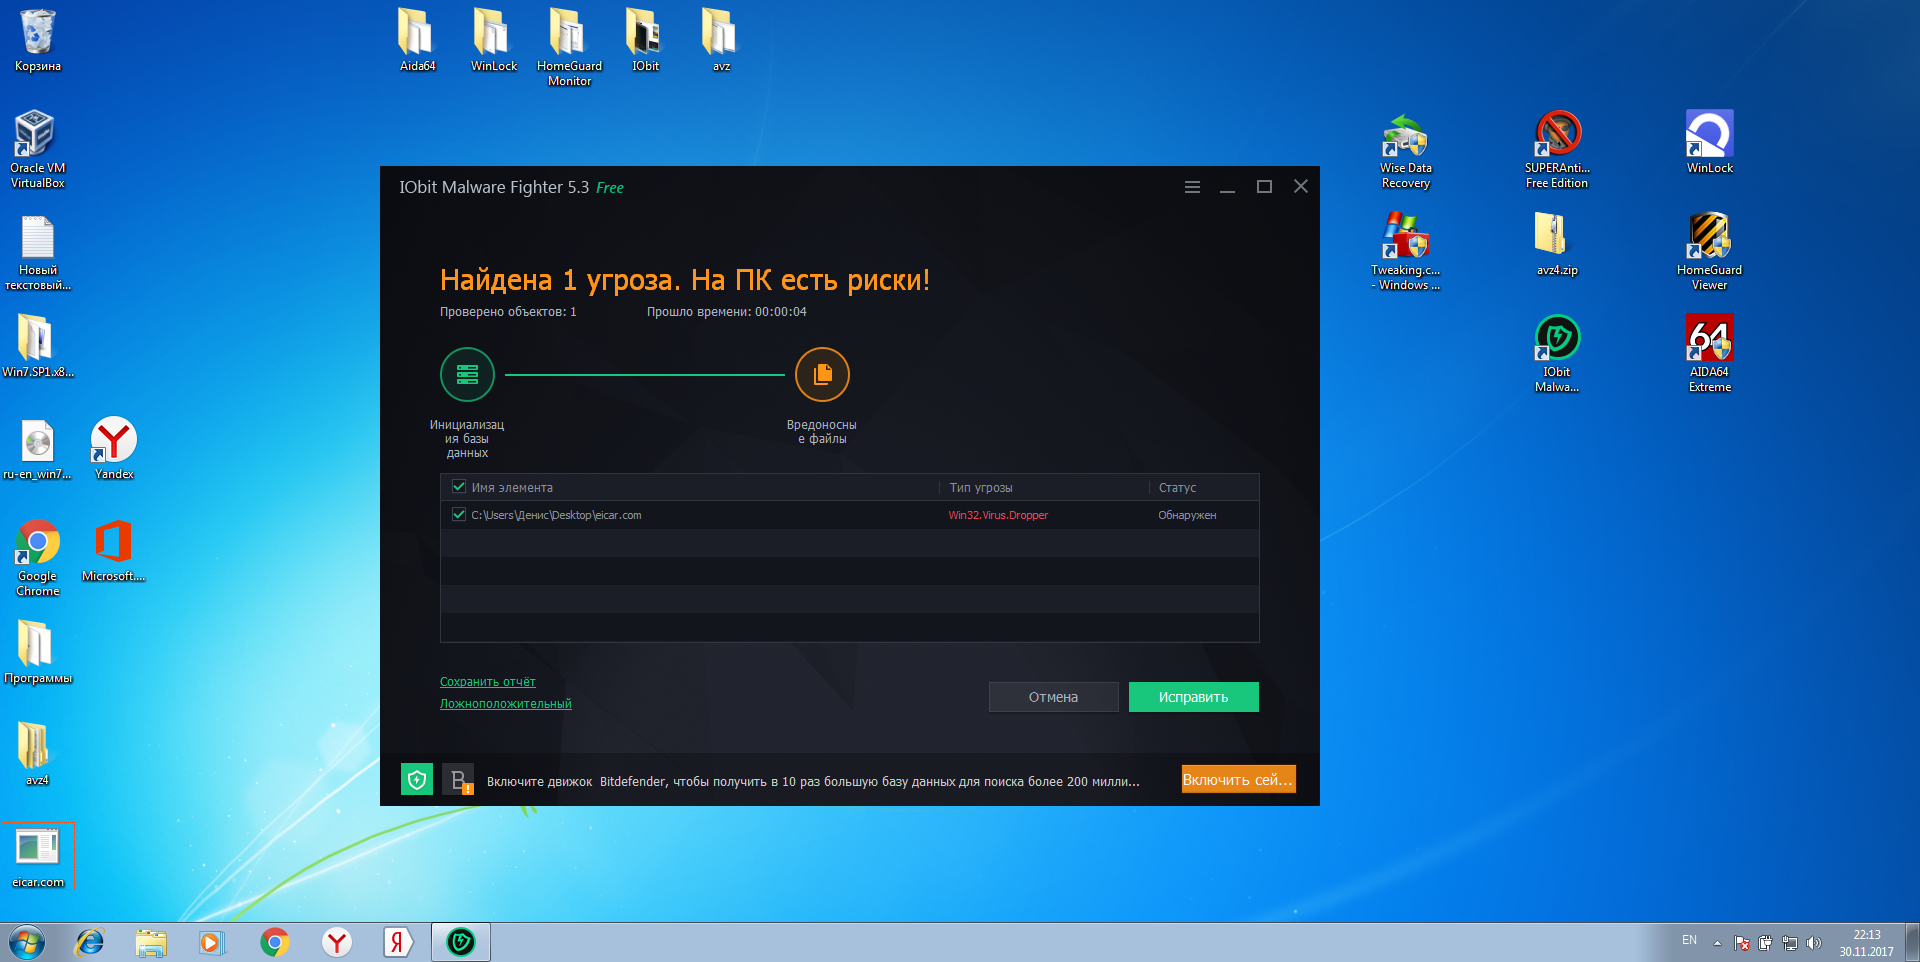 Корзина
Aida64
WinLock
HomeGuard
Monitor
IObit
avz
Oracle VM
VirtualBox
Wise Data
Recovery
SUPERAnti...
Free Edition
WinLock
Новый
текстовый...
Tweaking.c...
- Windows ...
avz4.zip
HomeGuard
Viewer
Win7.SP1.x8...
IObit
Malwa...
AIDA64
Extreme
64
ru-en_win7...
Yandex
Google
Chrome
Microsoft....
Программы
avz4
eicar.com
IObit Malware Fighter 5.3 Free
Найдена 1 угроза. На ПК есть риски!
Проверено объектов: 1
Прошло времени: 00:00:04
Инициализац
ия базы
данных
Вредоносны
е файлы
Имя элемента
Тип угрозы
Статус
C:\Users\Денис\Desktop\eicar.com
Win32.Virus.Dropper
Обнаружен
Сохранить отчёт
Ложноположительный
Отмена
Исправить
B
Включите движок Bitdefender, чтобы получить в 10 раз большую базу данных для поиска более 200 милли...
Включить сей...
Я
EN
22:13
30.11.2017